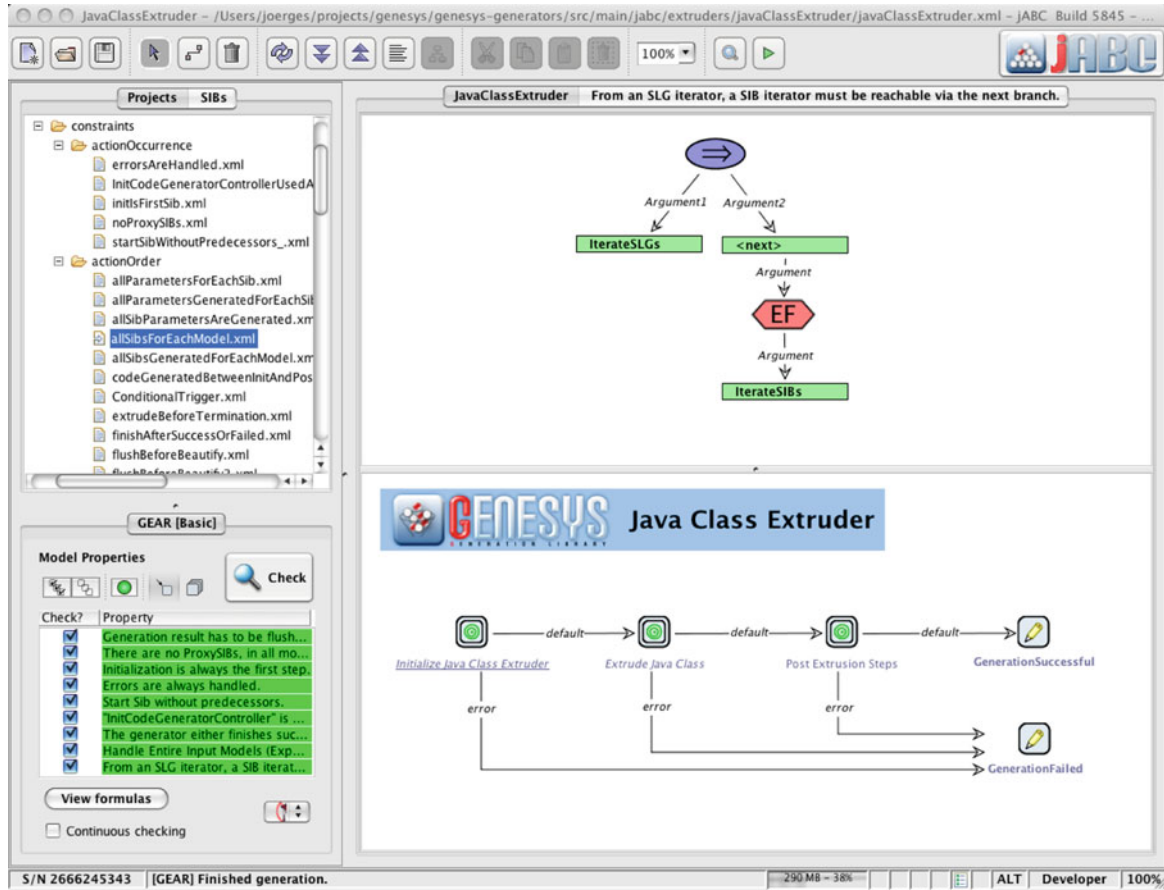 JavaClassExtruder – /Users/joerges/projects/genesys/genesys-generators/src/main/jabc/extruders/javaClassExtruder/javaClassExtruder.xml – jABC Build 5845 – ...
100%
jABC
Projects SIBs
constraints
actionOccurrence
errorsAreHandled.xml
InitCodeGeneratorControllerUsedA
initIsFirstSib.xml
noProxySIBs.xml
startSibWithoutPredecessors_.xml
actionOrder
allParametersForEachSib.xml
allParametersGeneratedForEachSib
allSibParametersAreGenerated.xm
allSibsForEachModel.xml
allSibsGeneratedForEachModel.xm
codeGeneratedBetweenInitAndPos
ConditionalTrigger.xml
extrudeBeforeTermination.xml
finishAfterSuccessOrFailed.xml
flushBeforeBeautify.xml
flushBeforeBeautify2.xml
GEAR [Basic]
Model Properties
Check
Check? Property
Generation result has to be flush...
There are no ProxySIBs, in all mo...
Initialization is always the first step.
Errors are always handled.
Start Sib without predecessors.
"InitCodeGeneratorController" is ...
The generator either finishes suc...
Handle Entire Input Models (Exp...
From an SLG iterator, a SIB iterat...
View formulas
Continuous checking
JavaClassExtruder From an SLG iterator, a SIB iterator must be reachable via the next branch.
Argument1 Argument2
IterateSLGs <next>
Argument
EF
Argument
IterateSIBs
GENESYS Java Class Extruder
GENERATION LIBRARY
default default default
Initialize Java Class Extruder Extrude Java Class Post Extrusion Steps GenerationSuccessful
error error error
GenerationFailed
S/N 2666245343 [GEAR] Finished generation. 290 MB – 38% ALT Developer 100%